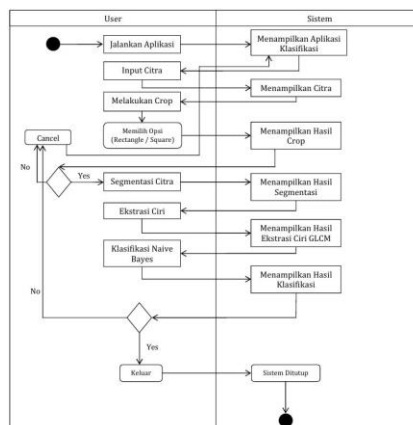 User
Sistem
Jalankan Aplikasi
Menampilkan Aplikasi
Klasifikasi
Input Citra
Menampilkan Citra
Melakukan Crop
Memilih Opsi
(Rectangle / Square)
Menampilkan Hasil
Crop
Cancel
No
Yes
Segmentasi Citra
Menampilkan Hasil
Segmentasi
Ekstrasi Ciri
Menampilkan Hasil
Ekstrasi Ciri GLCM
Klasifikasi Naive
Bayes
Menampilkan Hasil
Klasifikasi
No
Yes
Keluar
Sistem Ditutup